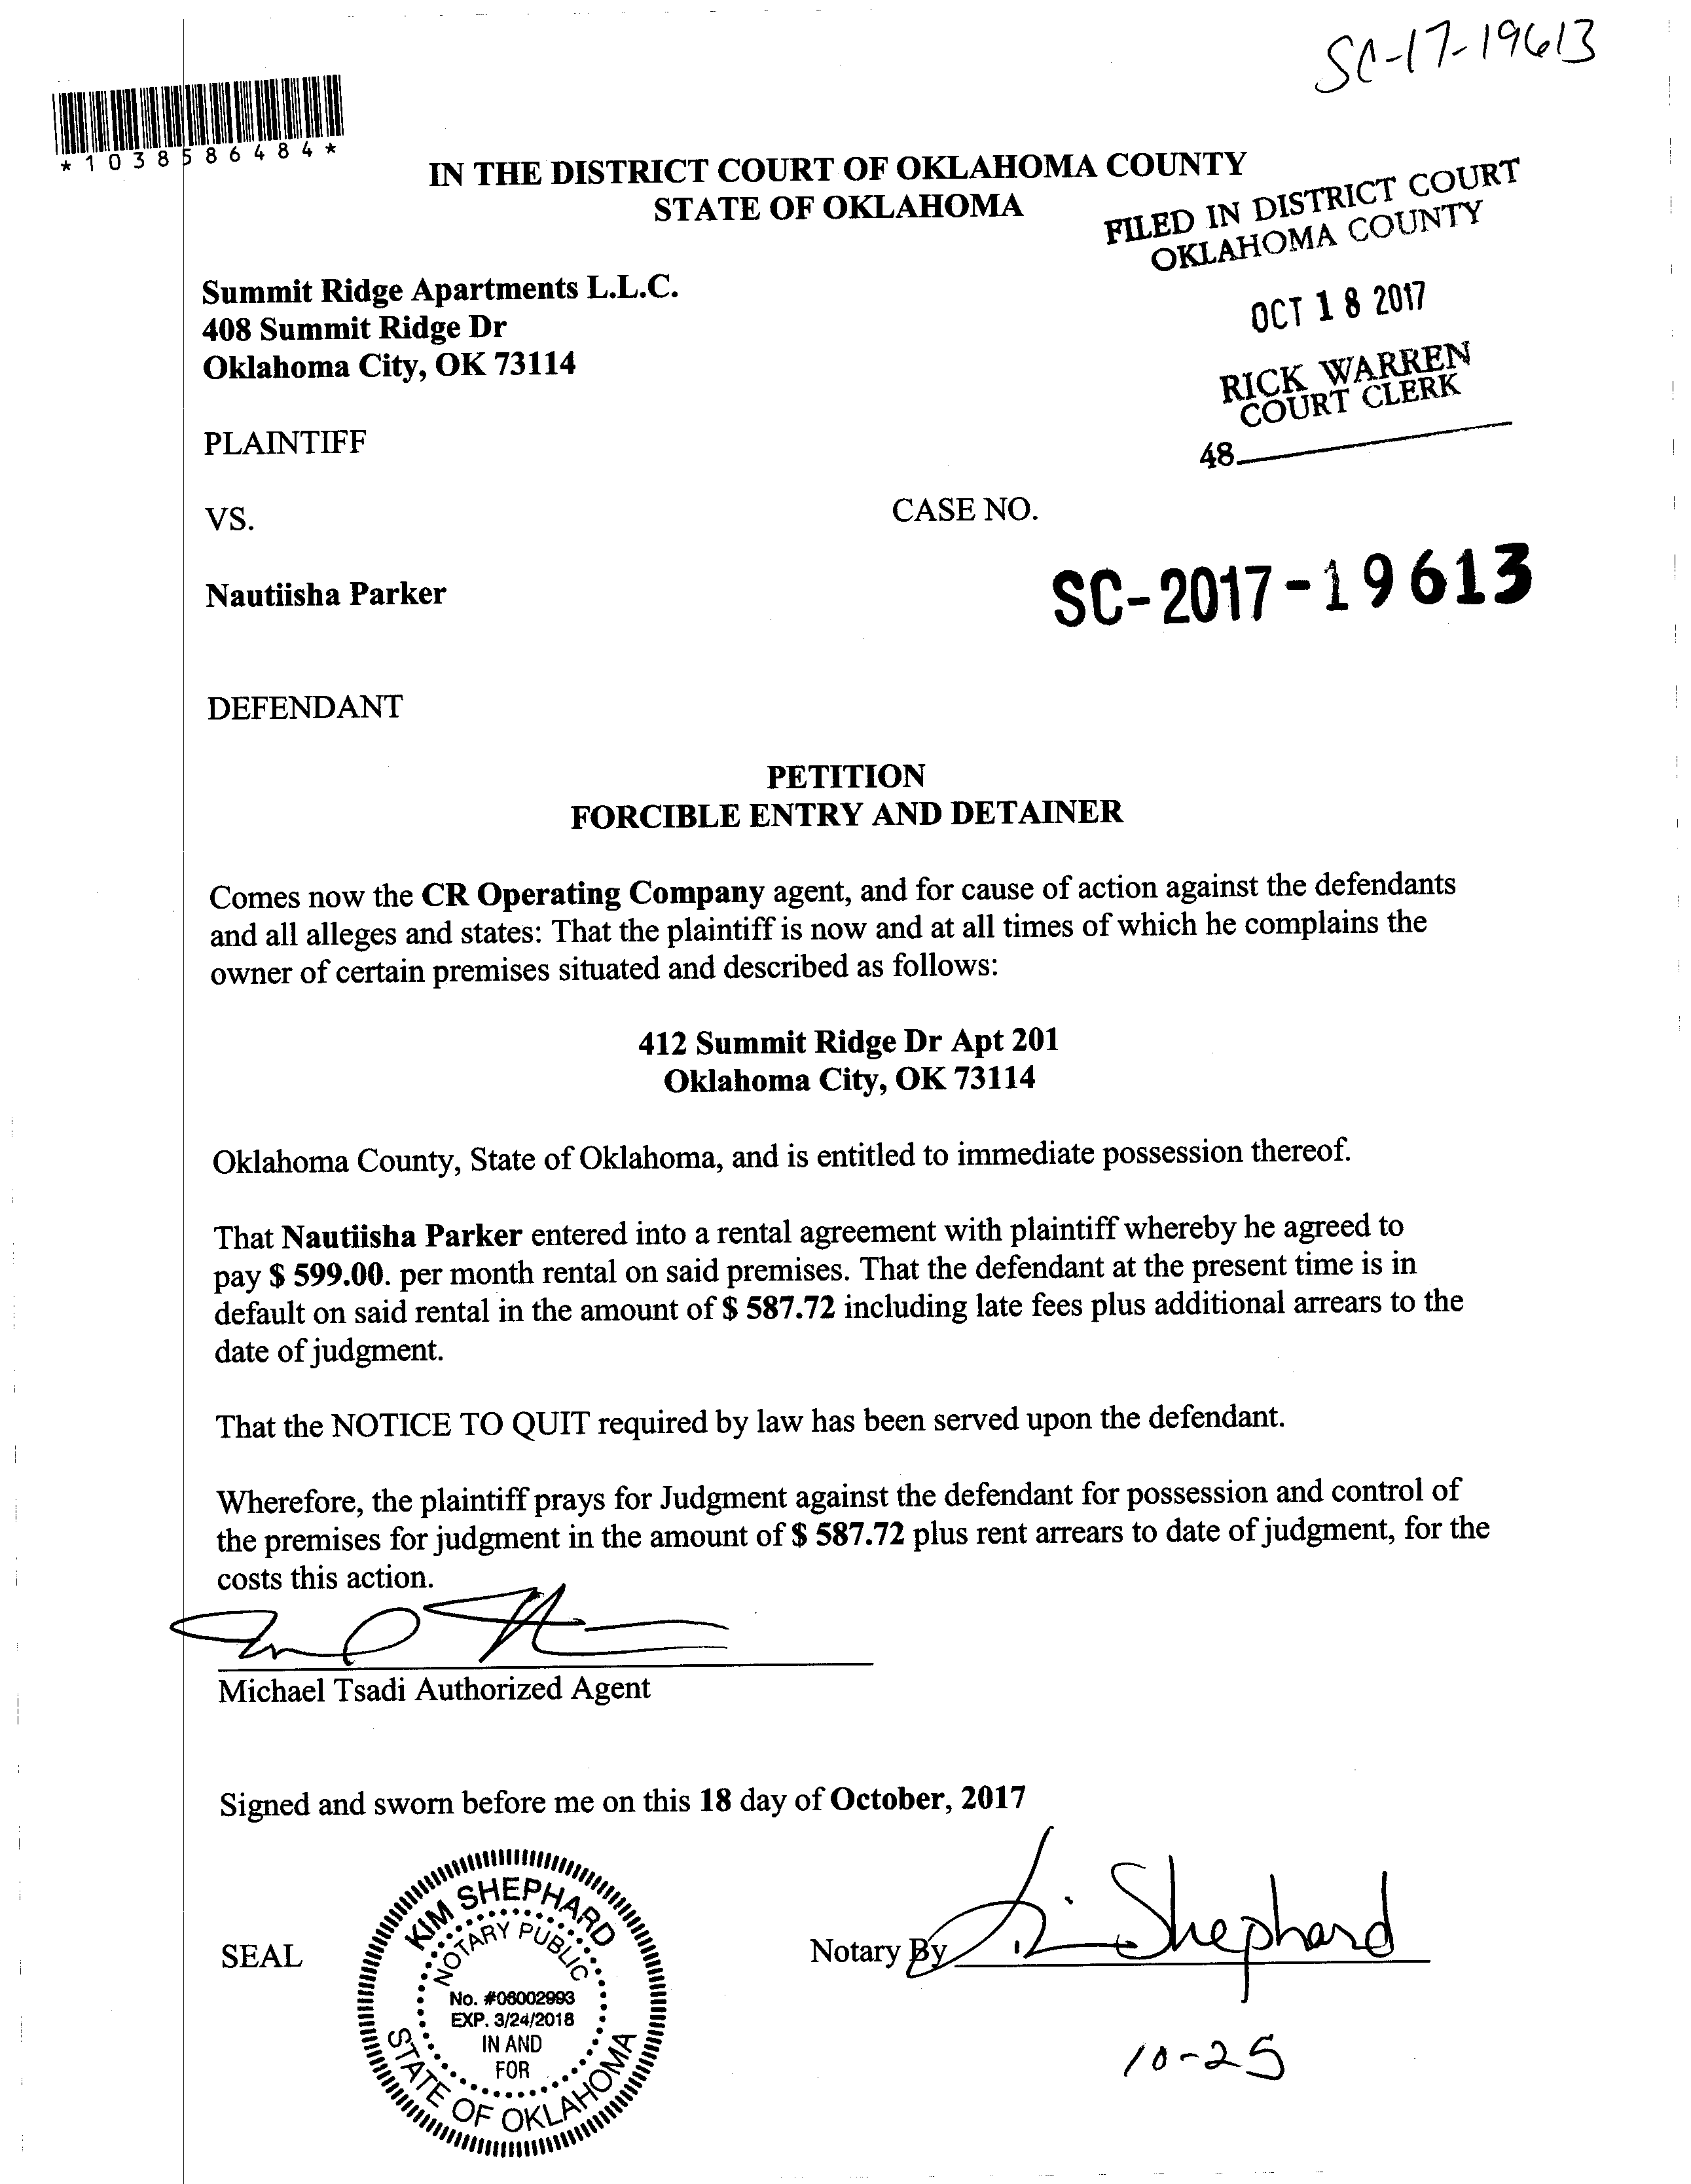 SC-17-19613
*1038586484*
IN THE DISTRICT COURT OF OKLAHOMA COUNTY
STATE OF OKLAHOMA
FILED IN DISTRICT COURT
OKLAHOMA COUNTY
Summit Ridge Apartments L.L.C.
408 Summit Ridge Dr
Oklahoma City, OK 73114
OCT 18 2017
RICK WARREN
COURT CLERK
PLAINTIFF
48
VS.
CASE NO.
Nautiisha Parker
SC-2017-19613
DEFENDANT
PETITION
FORCIBLE ENTRY AND DETAINER
Comes now the CR Operating Company agent, and for cause of action against the defendants
and all alleges and states: That the plaintiff is now and at all times of which he complains the
owner of certain premises situated and described as follows:
412 Summit Ridge Dr Apt 201
Oklahoma City, OK 73114
Oklahoma County, State of Oklahoma, and is entitled to immediate possession thereof.
That Nautiisha Parker entered into a rental agreement with plaintiff whereby he agreed to
pay $ 599.00. per month rental on said premises. That the defendant at the present time is in
default on said rental in the amount of $ 587.72 including late fees plus additional arrears to the
date of judgment.
That the NOTICE TO QUIT required by law has been served upon the defendant.
Wherefore, the plaintiff prays for Judgment against the defendant for possession and control of
the premises for judgment in the amount of $ 587.72 plus rent arrears to date of judgment, for the
costs this action.
Michael Tsadi Authorized Agent
Signed and sworn before me on this 18 day of October, 2017
SEAL
KIM SHEPHARD
NOTARY PUBLIC
No. #06002993
EXP. 3/24/2018
IN AND
FOR
STATE OF OKLAHOMA
Notary By Kim Shephard
10-25